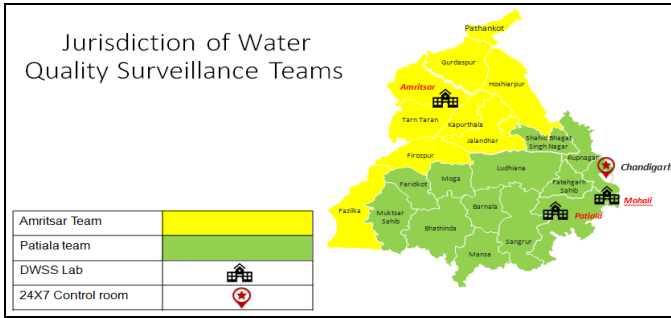 Jurisdiction of Water
Quality Surveillance Teams
Pathankot
Gurdaspur
Hoshiarpur
Amritsar
Tarn Taran
Kapurthala
Jalandhar
Shahid Bhagat
Singh Nagar
Rupnagar
Chandigarh
Firozpur
Ludhiana
Moga
Faridkot
Fatehgarh
Sahib
Mohali
Fazilka
Muktsar
Sahib
Barnala
Patiala
Bhathinda
Sangrur
Mansa
Amritsar Team
Patiala team
DWSS Lab
24X7 Control room